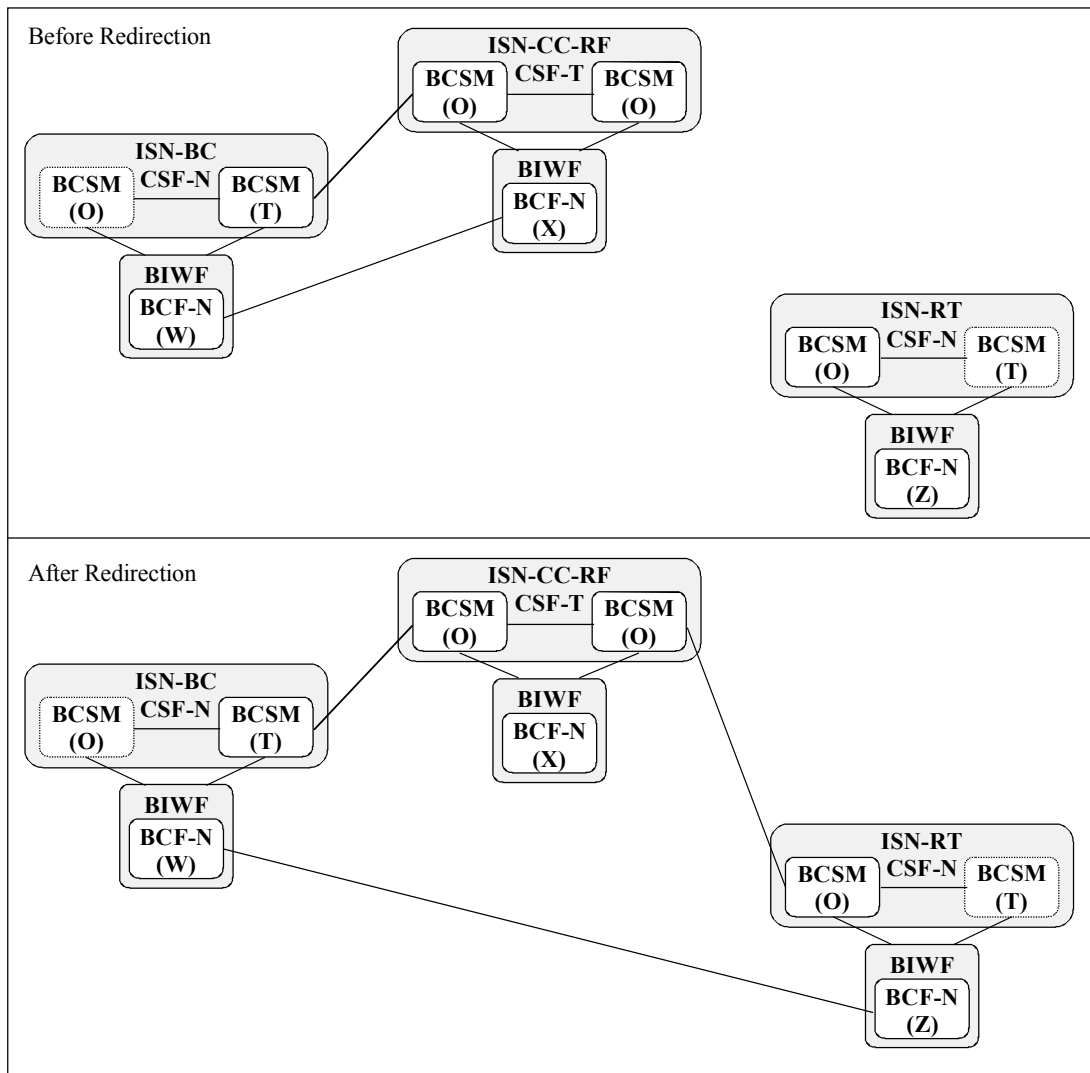 Before Redirection
ISN-CC-RF
CSF-T
BCSM
(O)
BCSM
(O)
ISN-BC
CSF-N
BCSM
(O)
BCSM
(T)
BIWF
BCF-N
(X)
BIWF
BCF-N
(W)
ISN-RT
CSF-N
BCSM
(O)
BCSM
(T)
BIWF
BCF-N
(Z)
After Redirection
ISN-CC-RF
CSF-T
BCSM
(O)
BCSM
(O)
ISN-BC
CSF-N
BCSM
(O)
BCSM
(T)
BIWF
BCF-N
(X)
BIWF
BCF-N
(W)
ISN-RT
CSF-N
BCSM
(O)
BCSM
(T)
BIWF
BCF-N
(Z)